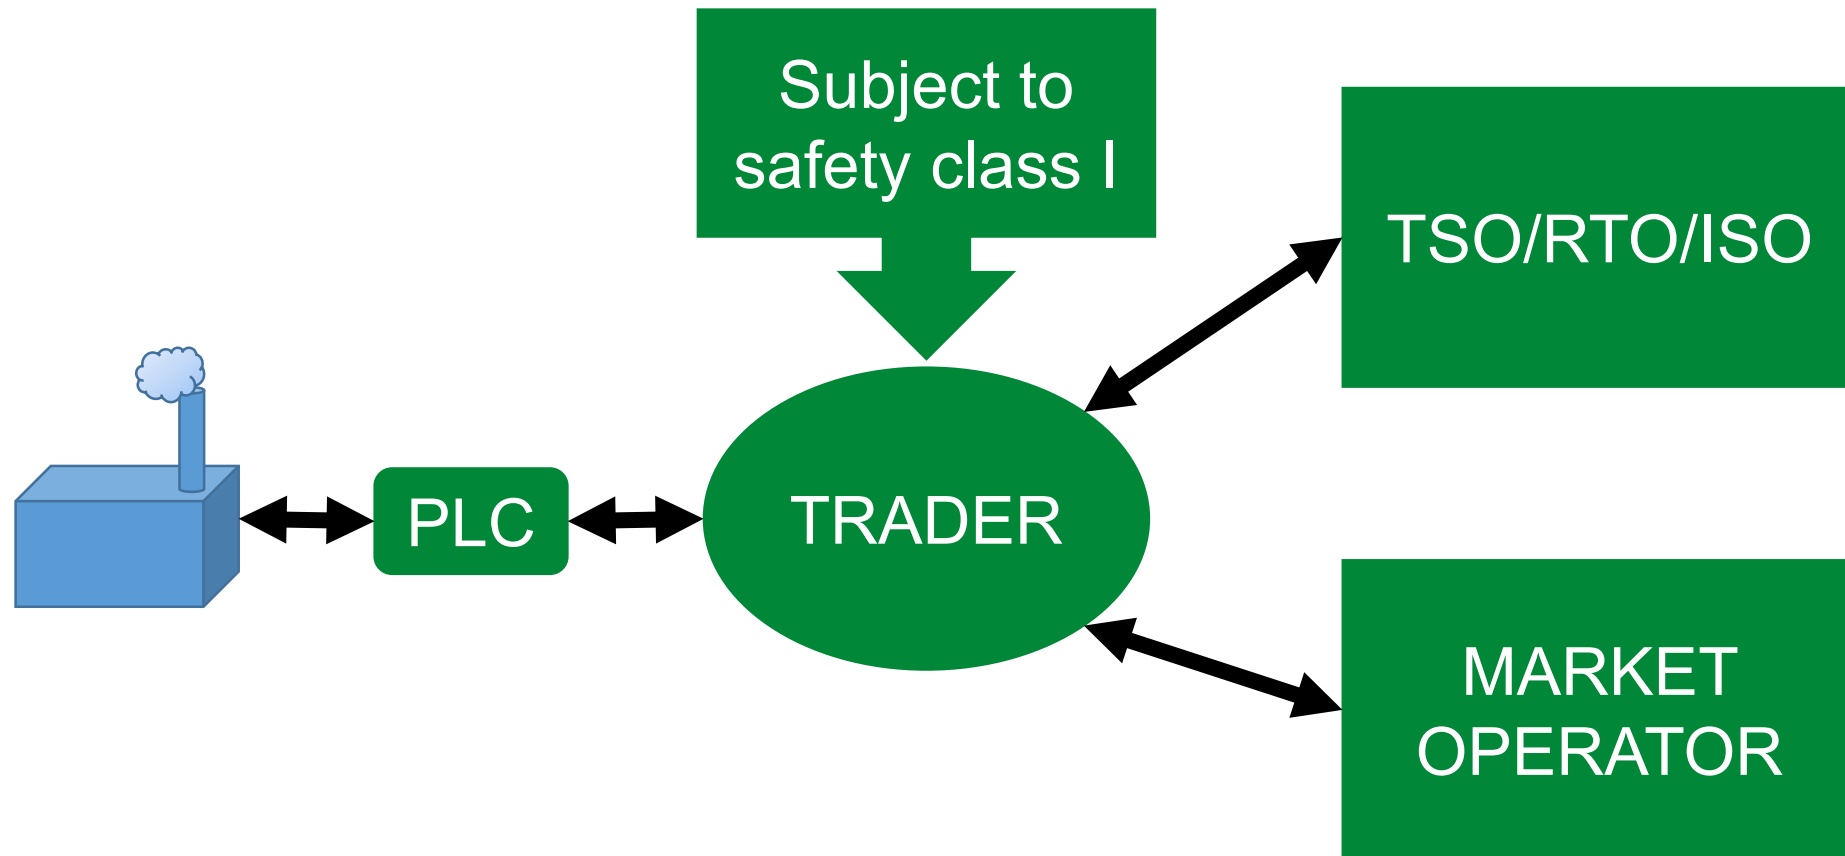 Subject to
safety class I
TSO/RTO/ISO
PLC
TRADER
MARKET
OPERATOR